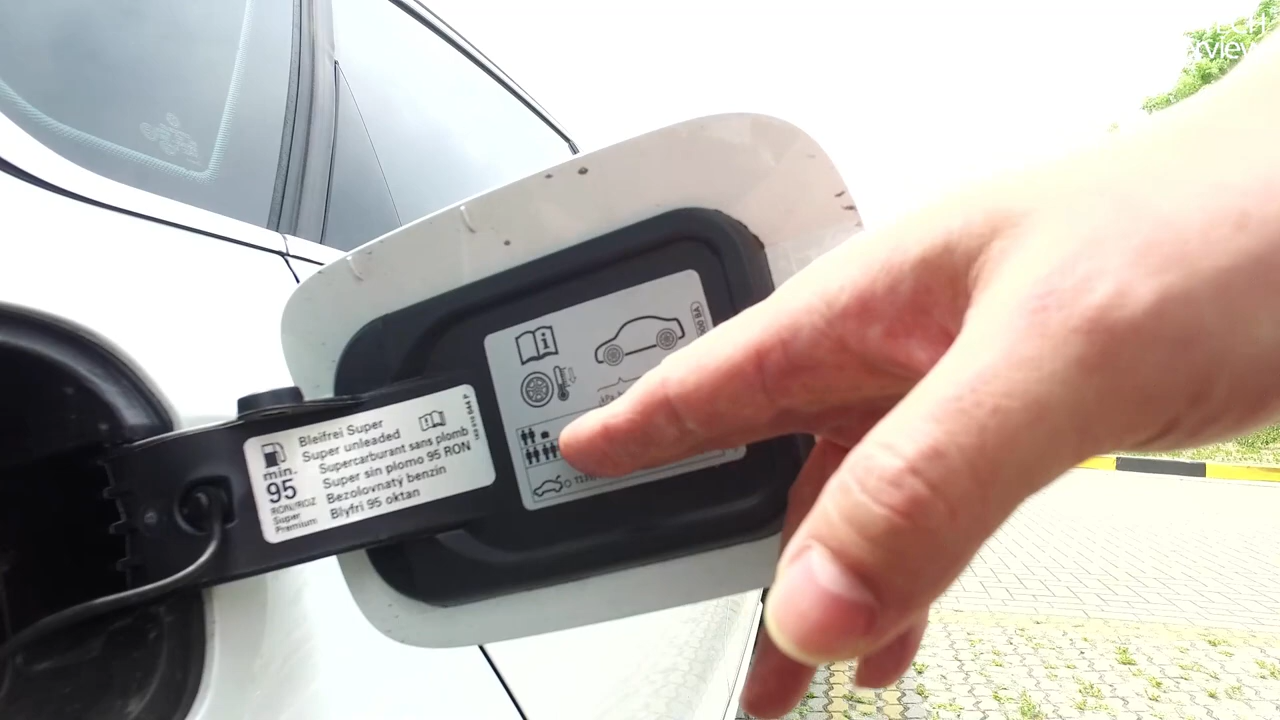 Bleifrei Super
Super unleaded
Supercarburant sans plomb
Super sin plomo 95 RON
Bezolovnatý benzin
Blyfri 95 oktan
min.
95
RON/ROZ
Super
Premium